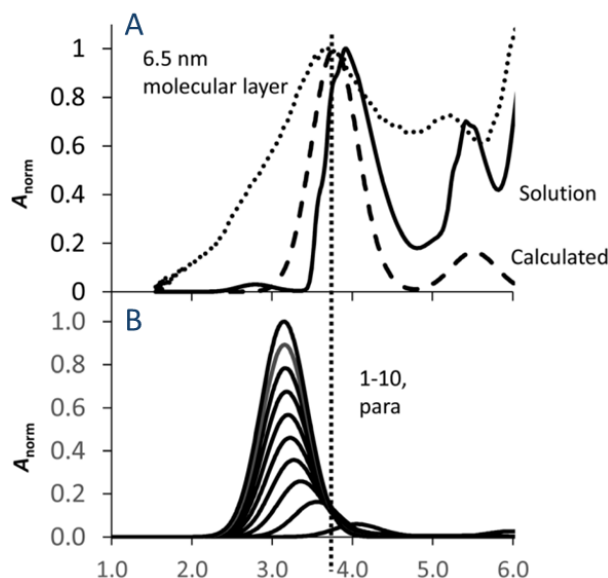 A
6.5 nm
molecular layer
1
0.8
0.6
0.4
0.2
0
A norm
Solution
Calculated
B
1.0
0.8
0.6
0.4
0.2
0.0
A norm
1-10,
para
1.0 2.0 3.0 4.0 5.0 6.0